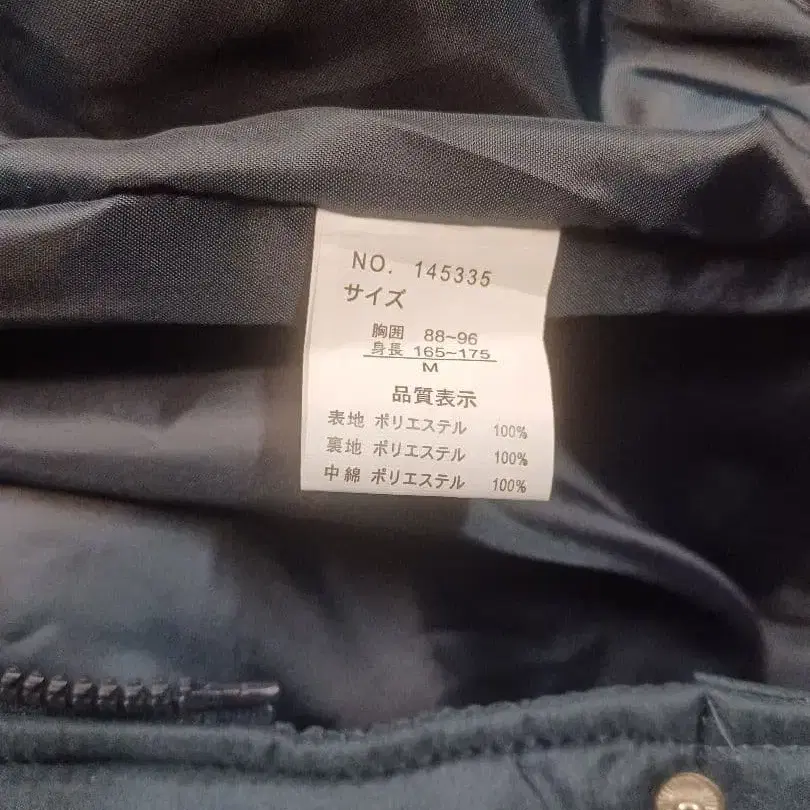 NO. 145335
サイズ
胸囲 88~96
身長 165~175
M
品質表示
表地 ポリエステル 100%
裏地 ポリエステル 100%
中綿 ポリエステル 100%